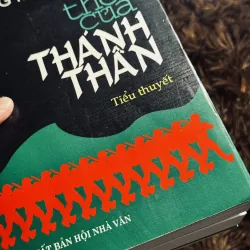 của
THÁNH
THẦN
Tiểu thuyết
BẢN HỘI NHÀ VĂN